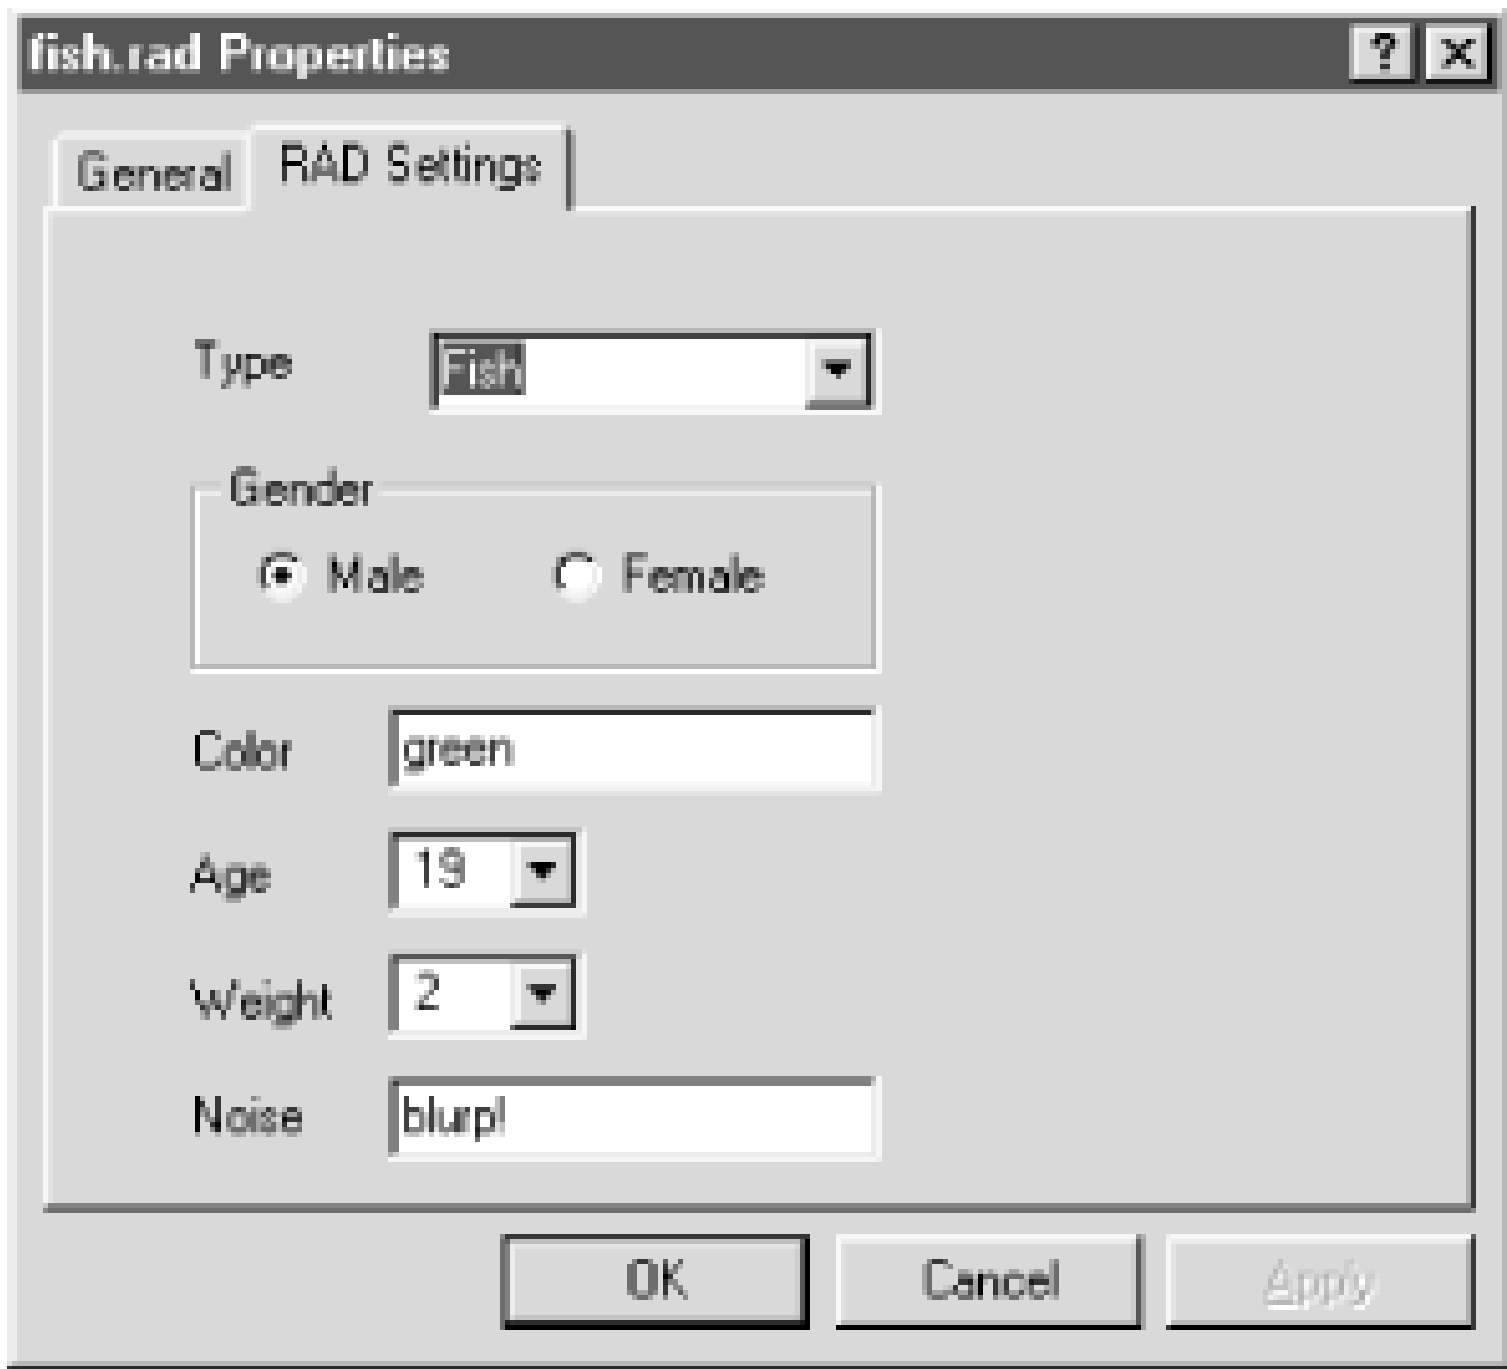 fish.rad Properties
General RAD Settings
Type Fish
Gender
Male Female
Color green
Age 19
Weight 2
Noise blurp!
OK Cancel Apply